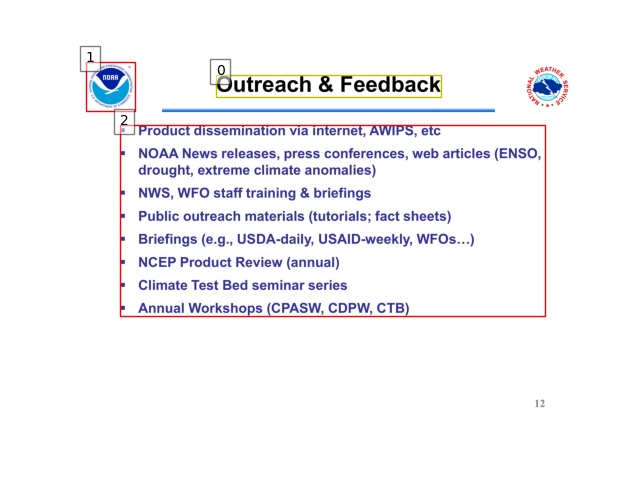 1
0
NOAA
Outreach & Feedback
NATIONAL WEATHER SERVICE
2
Product dissemination via internet, AWIPS, etc
NOAA News releases, press conferences, web articles (ENSO,
drought, extreme climate anomalies)
NWS, WFO staff training & briefings
Public outreach materials (tutorials; fact sheets)
Briefings (e.g., USDA-daily, USAID-weekly, WFOs…)
NCEP Product Review (annual)
Climate Test Bed seminar series
Annual Workshops (CPASW, CDPW, CTB)
12